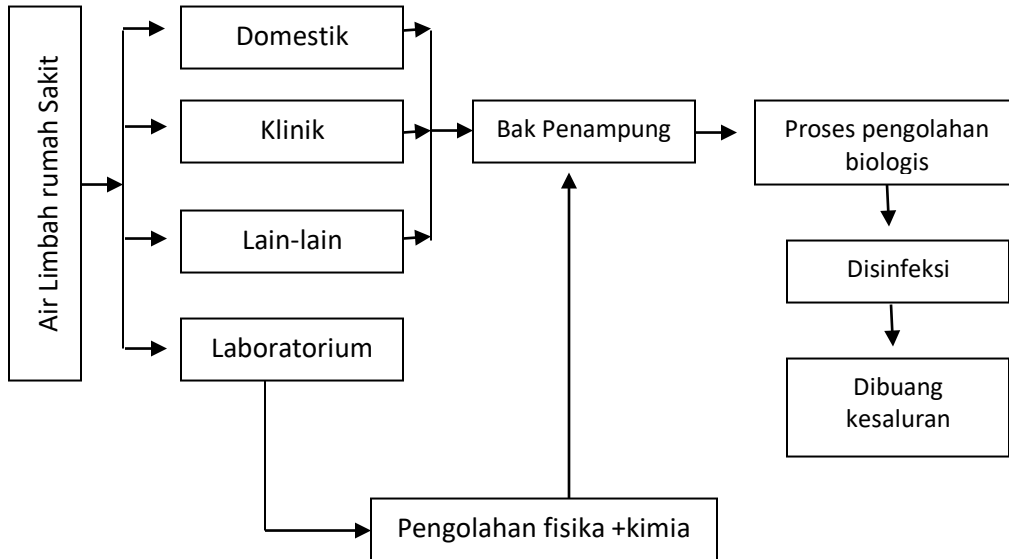 Air Limbah rumah Sakit
Domestik
Klinik
Lain-lain
Laboratorium
Bak Penampung
Proses pengolahan
biologis
Disinfeksi
Dibuang
kesaluran
Pengolahan fisika +kimia